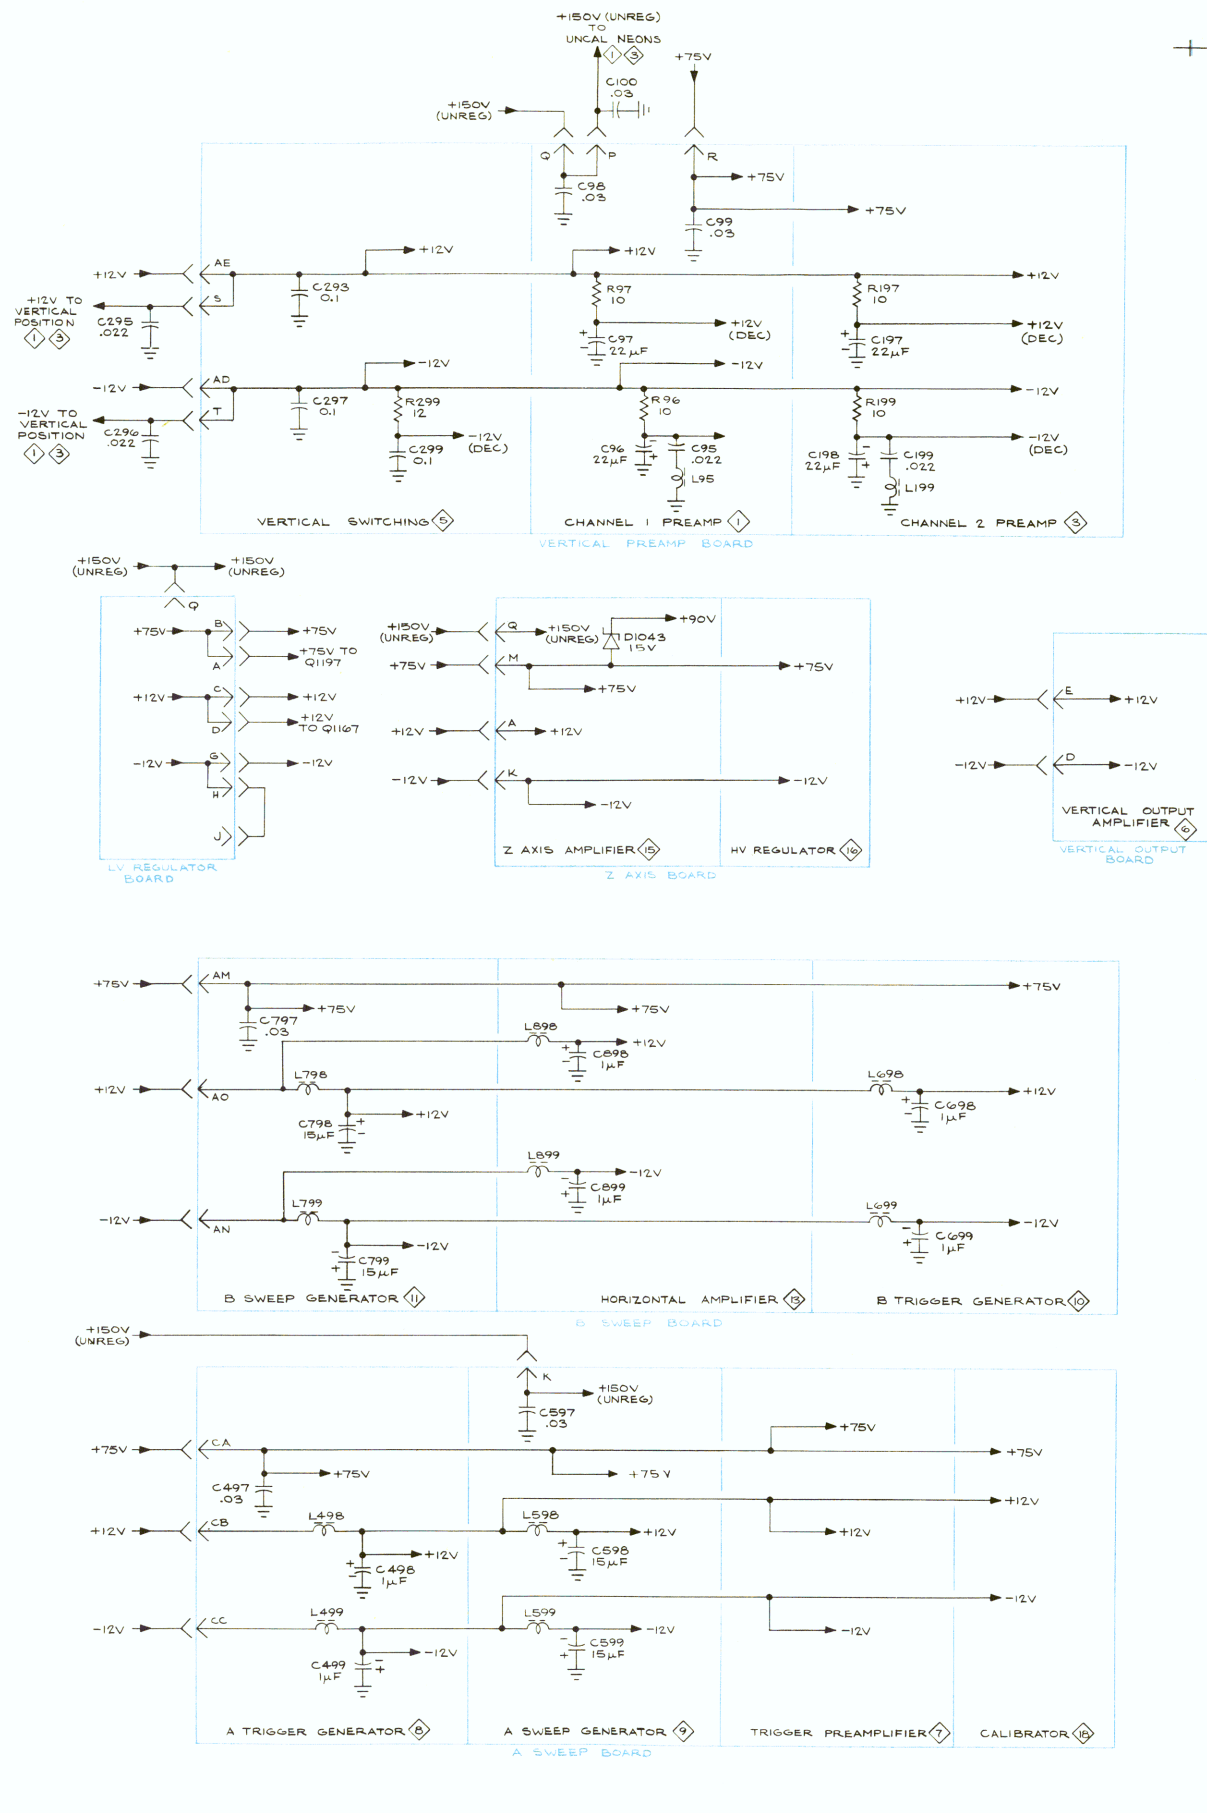 +150V (UNREG)
TO
UNCAL NEONS
1 3
+75V
C100
.03
+150V
(UNREG)
Q
P
R
C98
.03
+75V
+75V
C99
.03
+12V
+12V
+12V
AE
C293
0.1
R97
10
R197
10
+12V
+12V TO
VERTICAL
POSITION
1 3
S
C295
.022
+
-
C97
22µF
+12V
(DEC)
+
-
C197
22µF
+12V
(DEC)
-12V
-12V
-12V
AD
C297
0.1
R299
12
R96
10
R199
10
-12V
-12V TO
VERTICAL
POSITION
1 3
T
C296
.022
C299
0.1
-12V
(DEC)
C96
22µF
-
+
C95
.022
L95
C198
22µF
-
+
C199
.022
L199
-12V
(DEC)
VERTICAL SWITCHING 5
CHANNEL 1 PREAMP 1
CHANNEL 2 PREAMP 3
VERTICAL PREAMP BOARD
+150V
(UNREG)
+150V
(UNREG)
Q
+75V
B
+75V
A
+75V TO
Q1197
+12V
C
+12V
D
+12V
TO Q1167
-12V
G
-12V
H
J
LV REGULATOR
BOARD
+150V
(UNREG)
Q
+150V
(UNREG)
D1043
15V
+90V
+75V
M
+75V
+75V
+12V
A
+12V
-12V
K
-12V
-12V
Z AXIS AMPLIFIER 15
HV REGULATOR 16
Z AXIS BOARD
+12V
E
+12V
-12V
D
-12V
VERTICAL OUTPUT
AMPLIFIER 6
VERTICAL OUTPUT
BOARD
+75V
AM
+75V
C797
.03
+75V
+75V
L898
+12V
+
-
C898
1µF
+12V
AO
L798
L698
+12V
C798
15µF
+
-
+12V
+
-
C698
1µF
L899
-12V
-
+
C899
1µF
-12V
AN
L799
L699
-12V
-12V
-
+
C799
15µF
-
+
C699
1µF
B SWEEP GENERATOR 11
HORIZONTAL AMPLIFIER 13
B TRIGGER GENERATOR 10
B SWEEP BOARD
+150V
(UNREG)
K
+150V
(UNREG)
C597
.03
+75V
+75V
CA
+75V
C497
.03
+75V
+75V
+12V
+12V
CB
L498
L598
+12V
+12V
+12V
+
-
C498
1µF
+
-
C598
15µF
-12V
-12V
CC
L499
L599
-12V
-12V
-12V
C499
1µF
-
+
-
+
C599
15µF
A TRIGGER GENERATOR 8
A SWEEP GENERATOR 9
TRIGGER PREAMPLIFIER 7
CALIBRATOR 18
A SWEEP BOARD